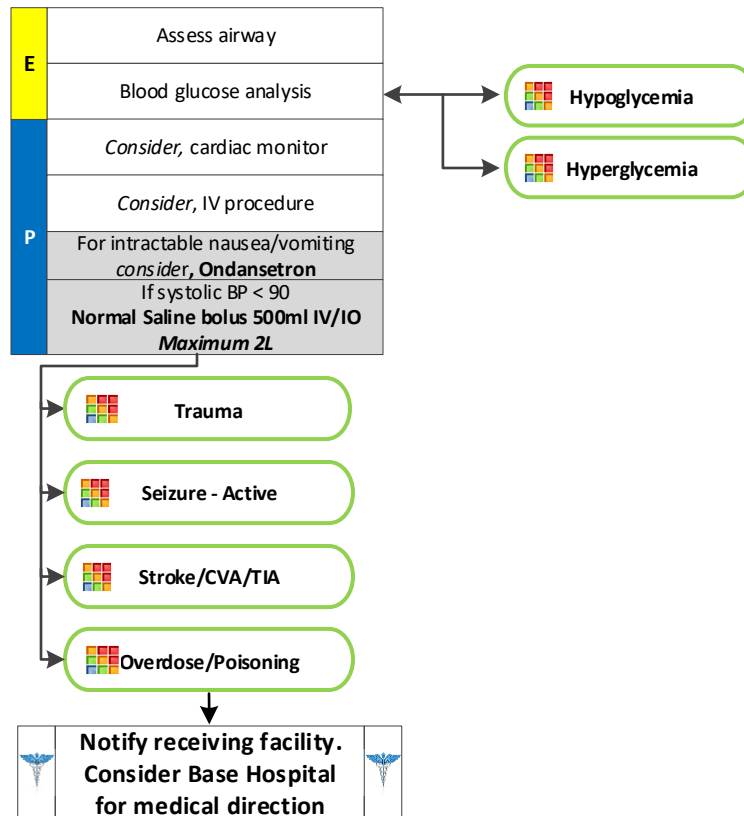 E
Assess airway
Blood glucose analysis
Hypoglycemia
Hyperglycemia
P
Consider, cardiac monitor
Consider, IV procedure
For intractable nausea/vomiting
consider, Ondansetron
If systolic BP < 90
Normal Saline bolus 500ml IV/IO
Maximum 2L
Trauma
Seizure - Active
Stroke/CVA/TIA
Overdose/Poisoning
Notify receiving facility.
Consider Base Hospital
for medical direction